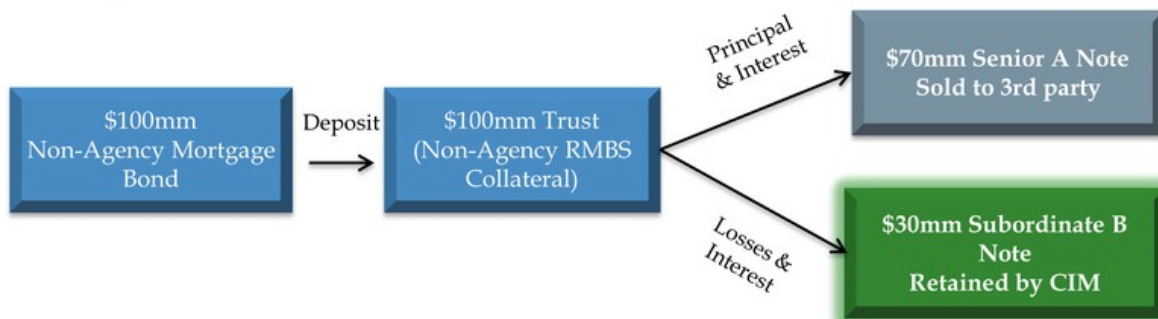 $100mm
Non-Agency Mortgage
Bond
Deposit
$100mm Trust
(Non-Agency RMBS
Collateral)
Principal
& Interest
$70mm Senior A Note
Sold to 3rd party
Losses &
Interest
$30mm Subordinate B
Note
Retained by CIM